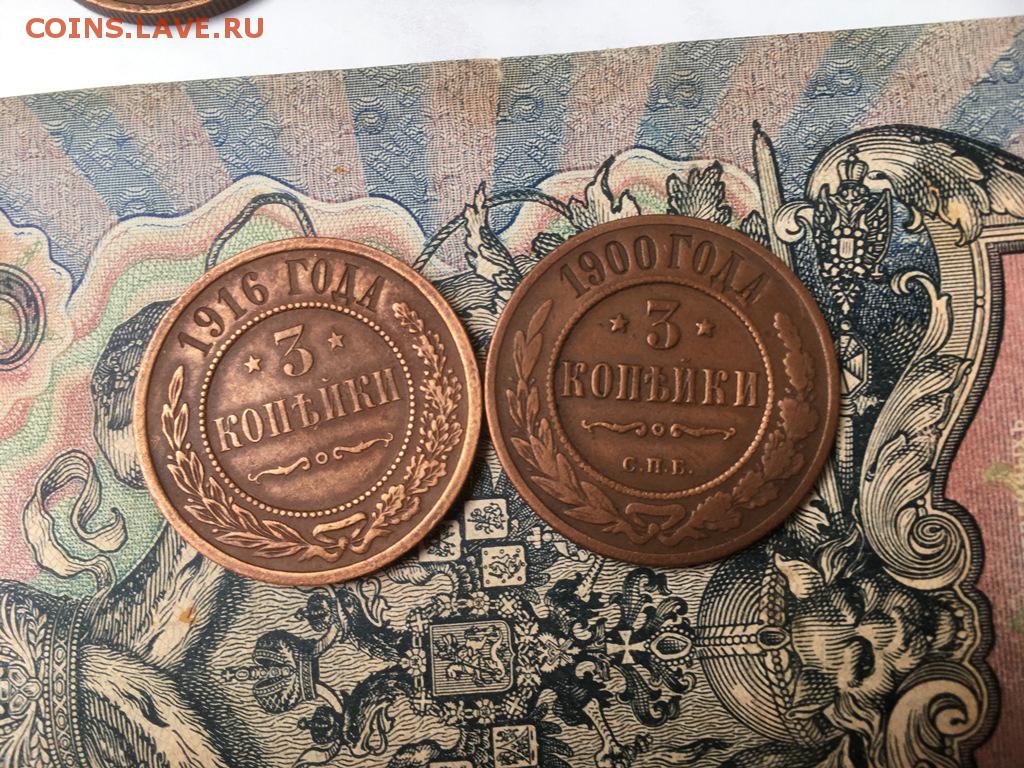 COINS.LAVE.RU
1916 ГОДА
3
КОПѢЙКИ
1900 ГОДА
3
КОПѢЙКИ
С.П.Б.